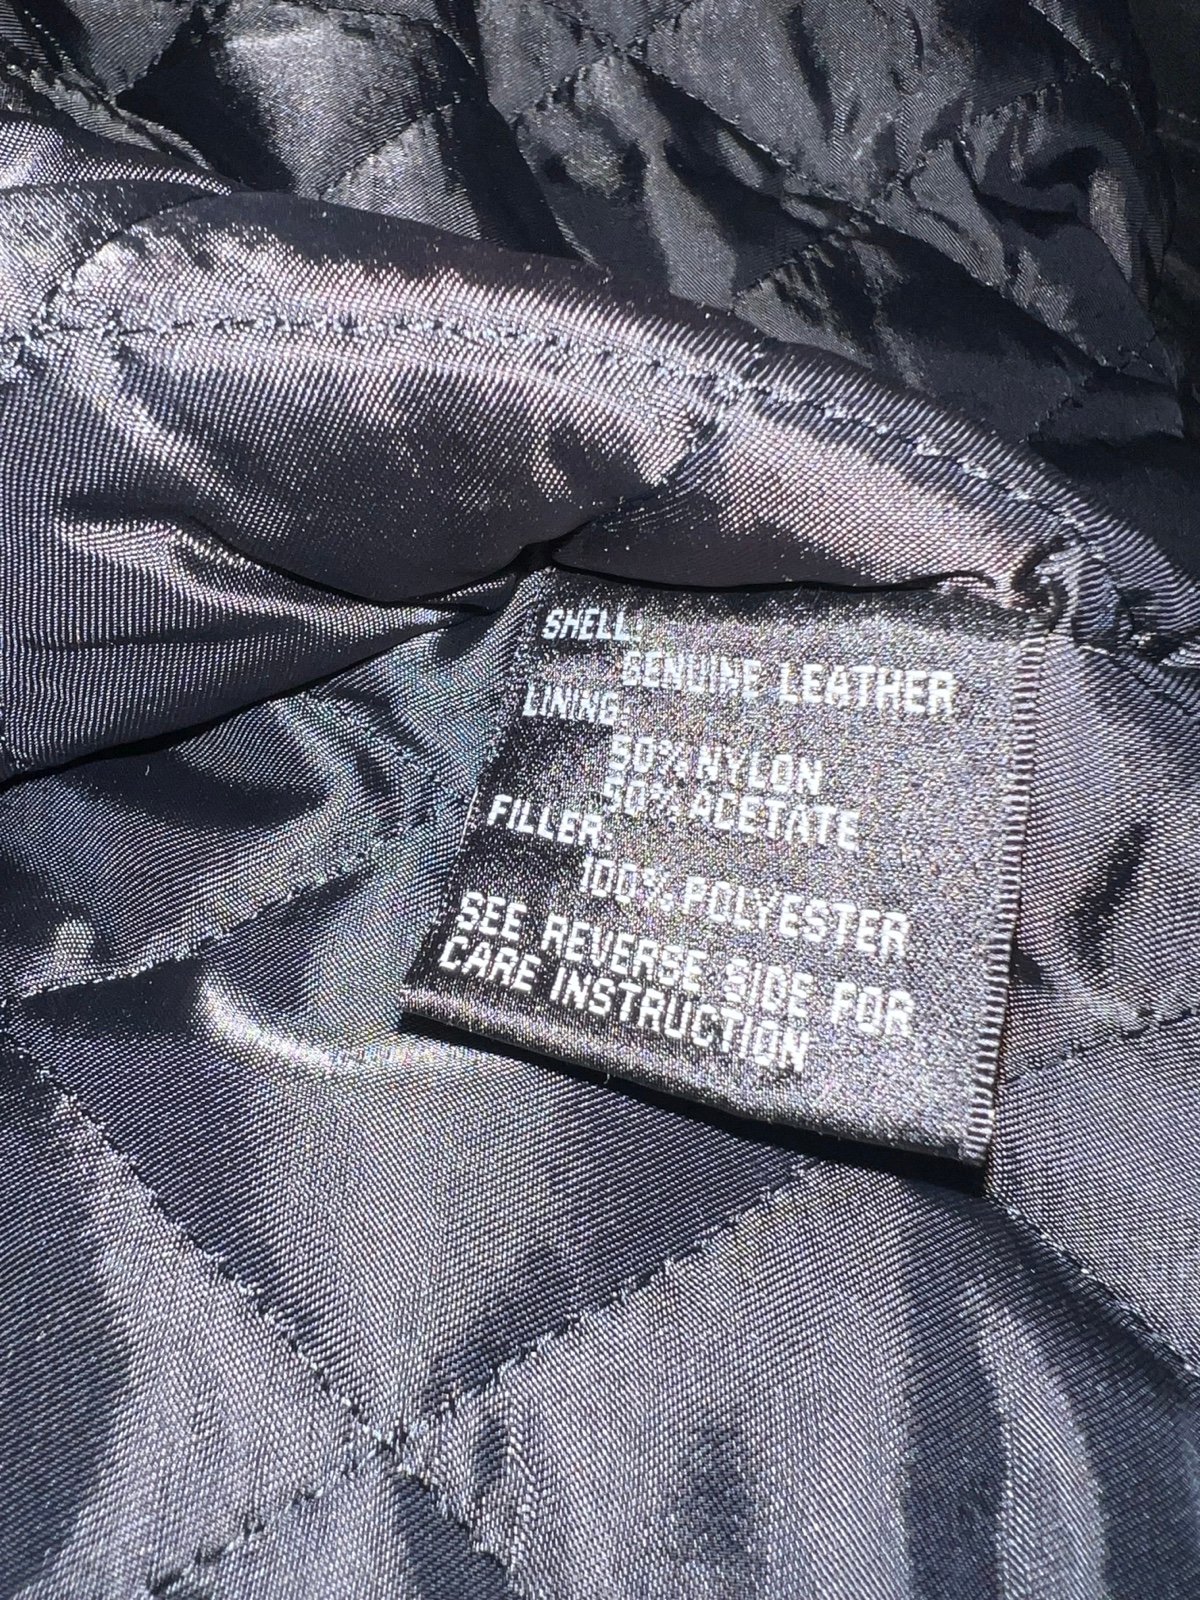 SHELL:
GENUINE LEATHER
LINING:
50% NYLON
50% ACETATE
FILLER:
100% POLYESTER
SEE REVERSE SIDE FOR
CARE INSTRUCTION